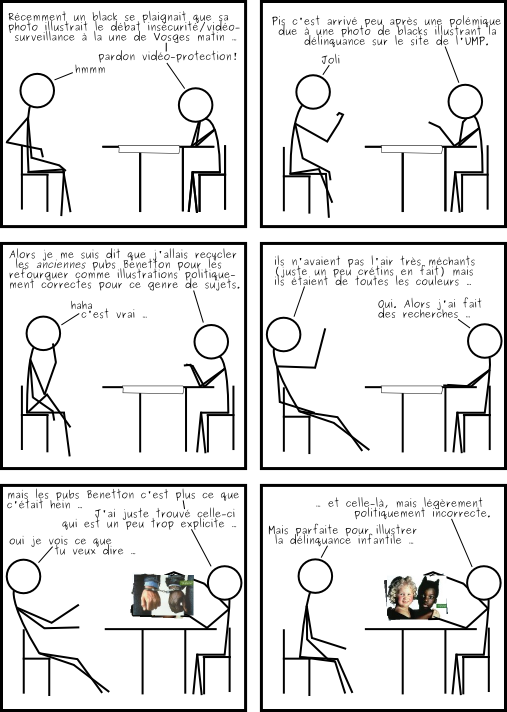 Récemment un black se plaignait que sa
photo illustrait le débat insécurité/vidéo-
surveillance à la une de Vosges matin ...
pardon vidéo-protection!
hmmm
Pis c'est arrivé peu après une polémique
due à une photo de blacks illustrant la
délinquance sur le site de l'UMP.
Joli
Alors je me suis dit que j'allais recycler
les anciennes pubs Benetton pour les
retourguer comme illustrations politique-
ment correctes pour ce genre de sujets.
haha
c'est vrai ...
ils n'avaient pas l'air très méchants
(juste un peu crétins en fait) mais
ils étaient de toutes les couleurs ...
Oui. Alors j'ai fait
des recherches ...
mais les pubs Benetton c'est plus ce que
c'était hein ...
J'ai juste trouvé celle-ci
qui est un peu trop explicite ...
oui je vois ce que
tu veux dire ...
... et celle-là, mais légèrement
politiquement incorrecte.
Mais parfaite pour illustrer
la délinquance infantile ...